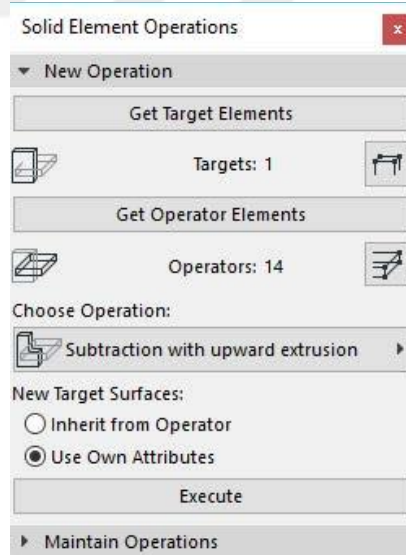 Solid Element Operations
x
New Operation
Get Target Elements
Targets: 1
Get Operator Elements
Operators: 14
Choose Operation:
Subtraction with upward extrusion
New Target Surfaces:
Inherit from Operator
Use Own Attributes
Execute
Maintain Operations